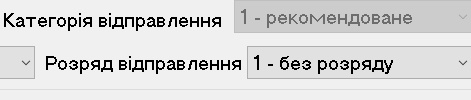 Категорія відправлення 1 - рекомендоване
Розряд відправлення 1 - без розряду